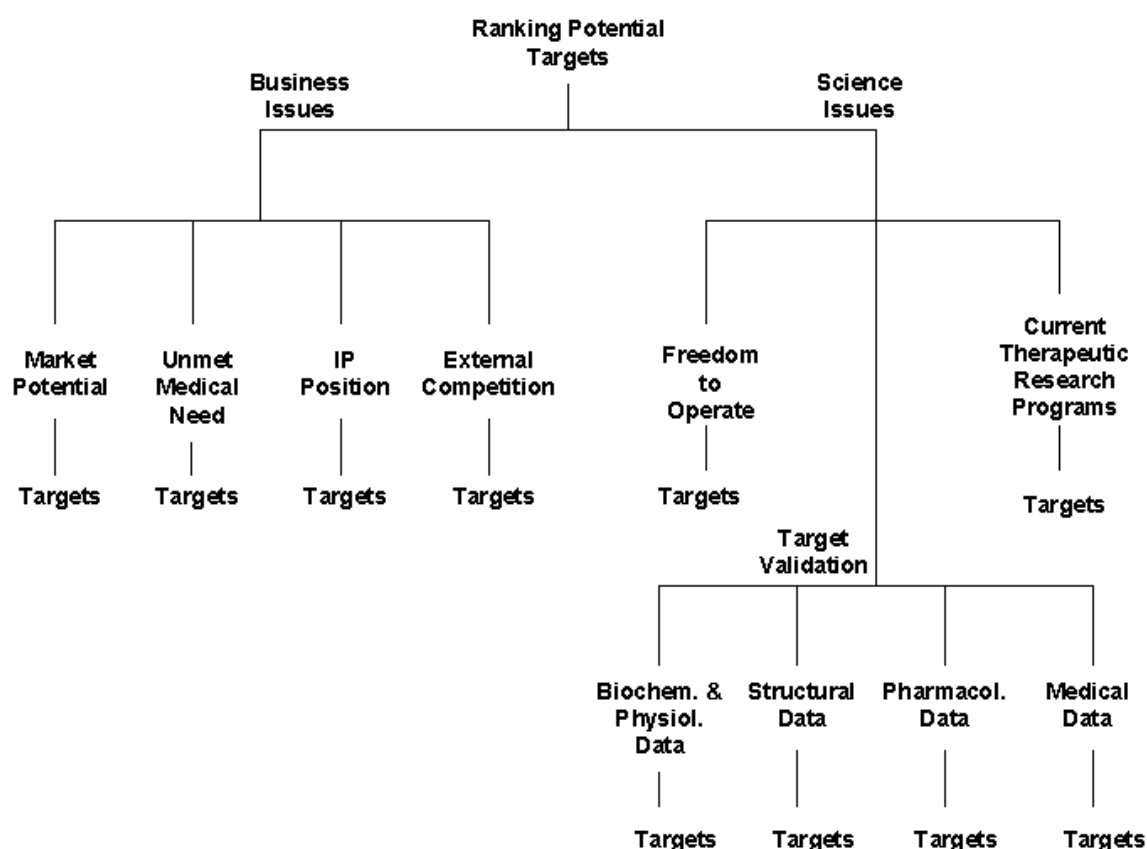 Ranking Potential
Targets
Business
Issues
Science
Issues
Market
Potential
Unmet
Medical
Need
IP
Position
External
Competition
Freedom
to
Operate
Current
Therapeutic
Research
Programs
Targets
Targets
Targets
Targets
Targets
Targets
Target
Validation
Biochem. &
Physiol.
Data
Structural
Data
Pharmacol.
Data
Medical
Data
Targets
Targets
Targets
Targets